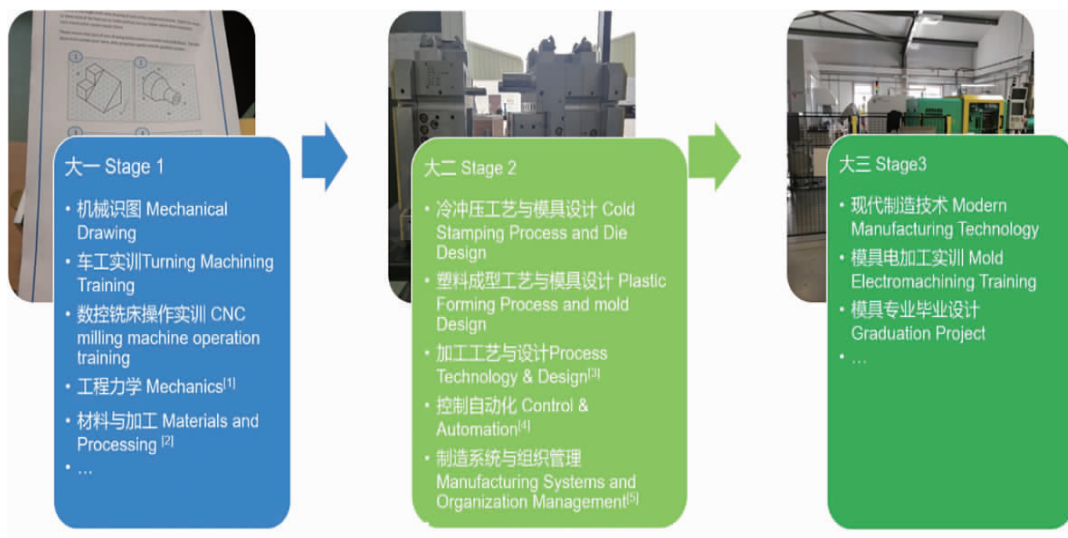 大一 Stage 1
• 机械识图 Mechanical
Drawing
• 车工实训Turning Machining
Training
• 数控铣床操作实训 CNC
milling machine operation
training
• 工程力学 Mechanics[1]
• 材料与加工 Materials and
Processing [2]
• …
大二 Stage 2
• 冷冲压工艺与模具设计 Cold
Stamping Process and Die
Design
• 塑料成型工艺与模具设计 Plastic
Forming Process and mold
Design
• 加工工艺与设计Process
Technology & Design[3]
• 控制自动化 Control &
Automation[4]
• 制造系统与组织管理
Manufacturing Systems and
Organization Management[5]
大三 Stage3
• 现代制造技术 Modern
Manufacturing Technology
• 模具电加工实训 Mold
Electromachining Training
• 模具专业毕业设计
Graduation Project
• …